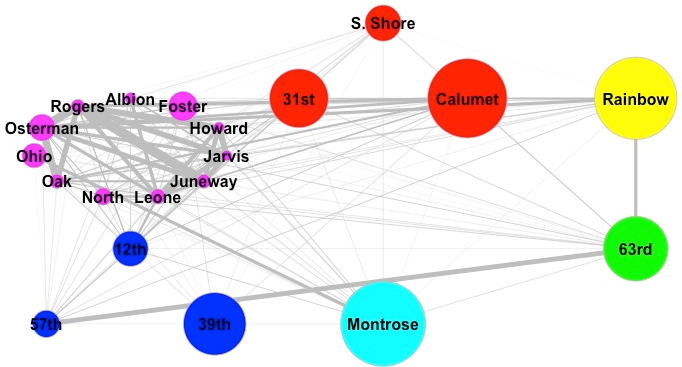 S. Shore
31st
Calumet
Rainbow
Rogers
Albion
Foster
Osterman
Howard
Ohio
Jarvis
Oak
Juneway
North
Leone
12th
63rd
57th
39th
Montrose